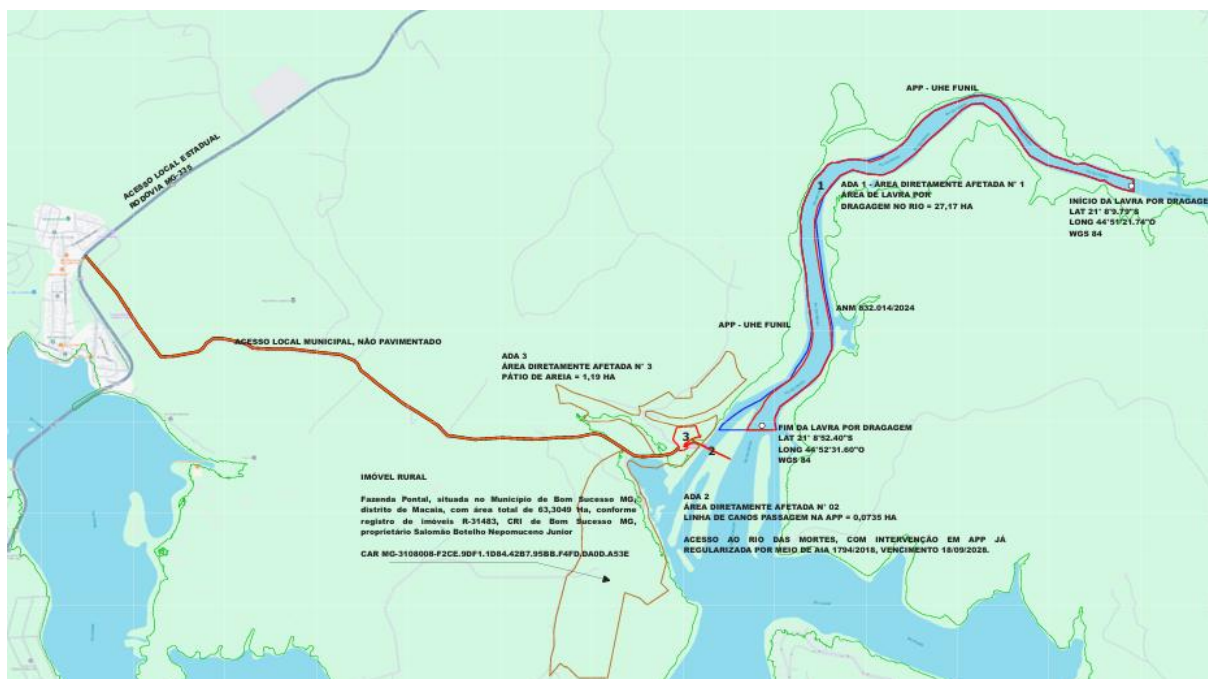 APP - UHE FUNIL
ACESSO LOCAL ESTADUAL
RODOVIA MG-335
1
ADA 1 - ÁREA DIRETAMENTE AFETADA N° 1
ÁREA DE LAVRA POR
DRAGAGEM NO RIO = 27,17 HA
INÍCIO DA LAVRA POR DRAGAGE
LAT 21° 8'9.79"S
LONG 44°51'21.74"O
WGS 84
ANM 832.014/2024
APP - UHE FUNIL
ACESSO LOCAL MUNICIPAL, NÃO PAVIMENTADO
ADA 3
ÁREA DIRETAMENTE AFETADA N° 3
PÁTIO DE AREIA = 1,19 HA
3
2
FIM DA LAVRA POR DRAGAGEM
LAT 21° 8'52.40"S
LONG 44°52'31.60"O
WGS 84
IMÓVEL RURAL
Fazenda Pontal, situada no Município de Bom Sucesso MG,
distrito de Macaia, com área total de 63,3049 Ha, conforme
registro de imóveis R-31483, CRI de Bom Sucesso MG,
proprietário Salomão Botelho Nepomuceno Junior
CAR MG-3108008-F2CE.9DF1.1D84.42B7.95BB.F4FD.DA0D.A53E
ADA 2
ÁREA DIRETAMENTE AFETADA N° 02
LINHA DE CANOS PASSAGEM NA APP = 0,0735 HA
ACESSO AO RIO DAS MORTES, COM INTERVENÇÃO EM APP JÁ
REGULARIZADA POR MEIO DE AIA 1794/2018, VENCIMENTO 18/09/2028.